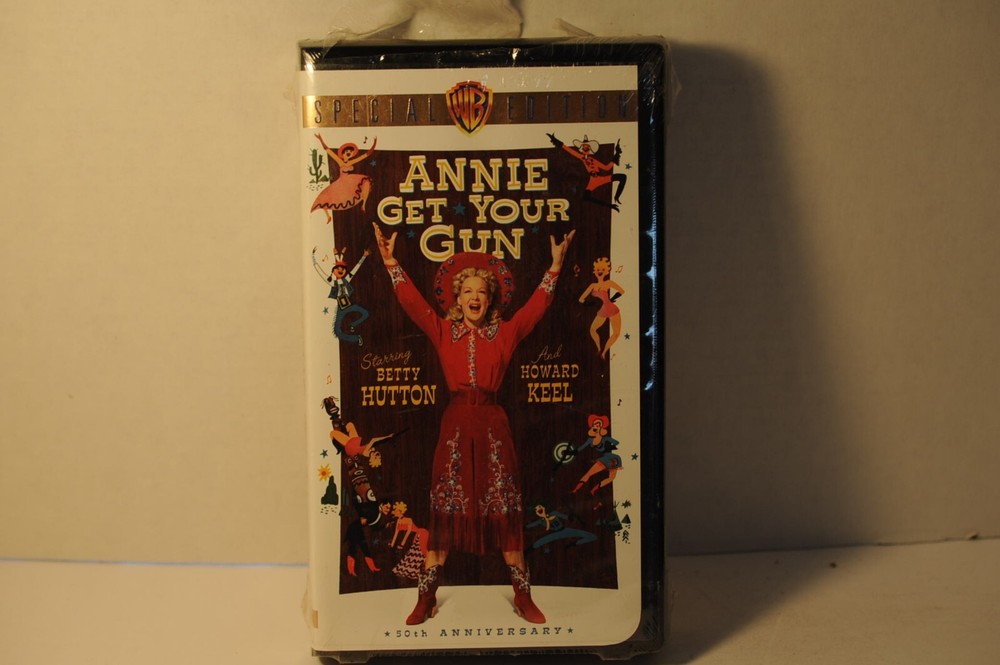 SPECIAL WB EDITION
ANNIE
GET YOUR
GUN
Starring
BETTY
HUTTON
And
HOWARD
KEEL
50th ANNIVERSARY